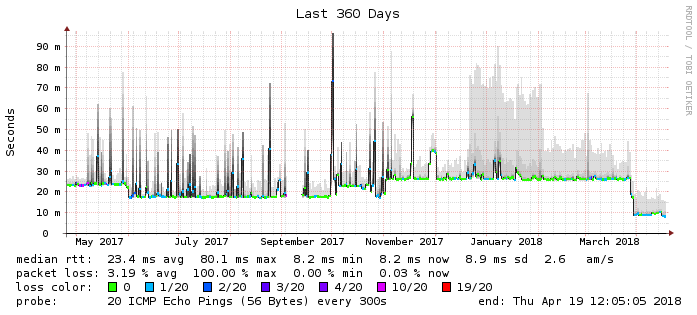 Last 360 Days
RRDTOOL / TOBI OETIKER
Seconds
90 m
80 m
70 m
60 m
50 m
40 m
30 m
20 m
10 m
0
May 2017 July 2017 September 2017 November 2017 January 2018 March 2018
median rtt: 23.4 ms avg 80.1 ms max 8.2 ms min 8.2 ms now 8.9 ms sd 2.6 am/s
packet loss: 3.19 % avg 100.00 % max 0.00 % min 0.03 % now
loss color: 0 1/20 2/20 3/20 4/20 10/20 19/20
probe: 20 ICMP Echo Pings (56 Bytes) every 300s end: Thu Apr 19 12:05:05 2018